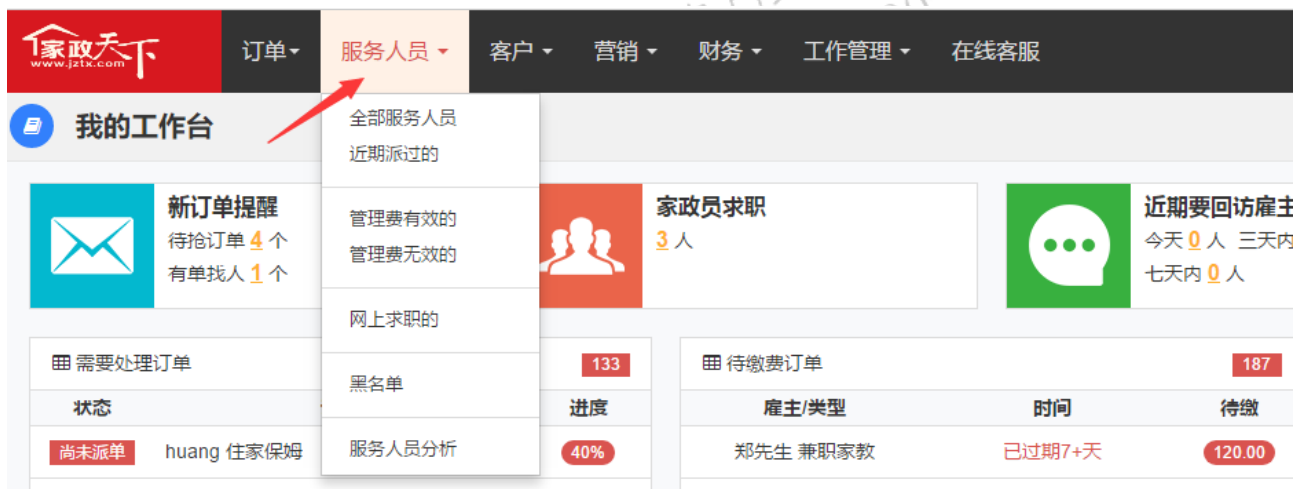 家政天下
www.jztx.com
订单 服务人员 客户 营销 财务 工作管理 在线客服
我的工作台
全部服务人员
近期派过的
管理费有效的
管理费无效的
网上求职的
黑名单
服务人员分析
新订单提醒
待抢订单 4 个
有单找人 1 个
家政员求职
3 人
近期要回访雇主
今天 0 人 三天内
七天内 0 人
需要处理订单 133
状态 进度
尚未派单 huang 住家保姆 40%
待缴费订单 187
雇主/类型 时间 待缴
郑先生 兼职家教 已过期7+天 120.00